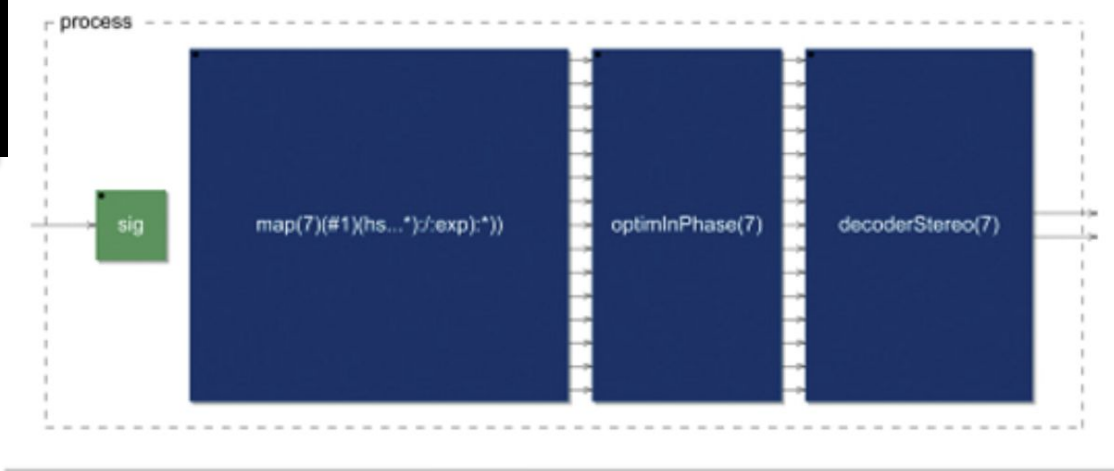 process
sig
map(7)(#1)(hs...*):/:exp):*))
optimInPhase(7)
decoderStereo(7)